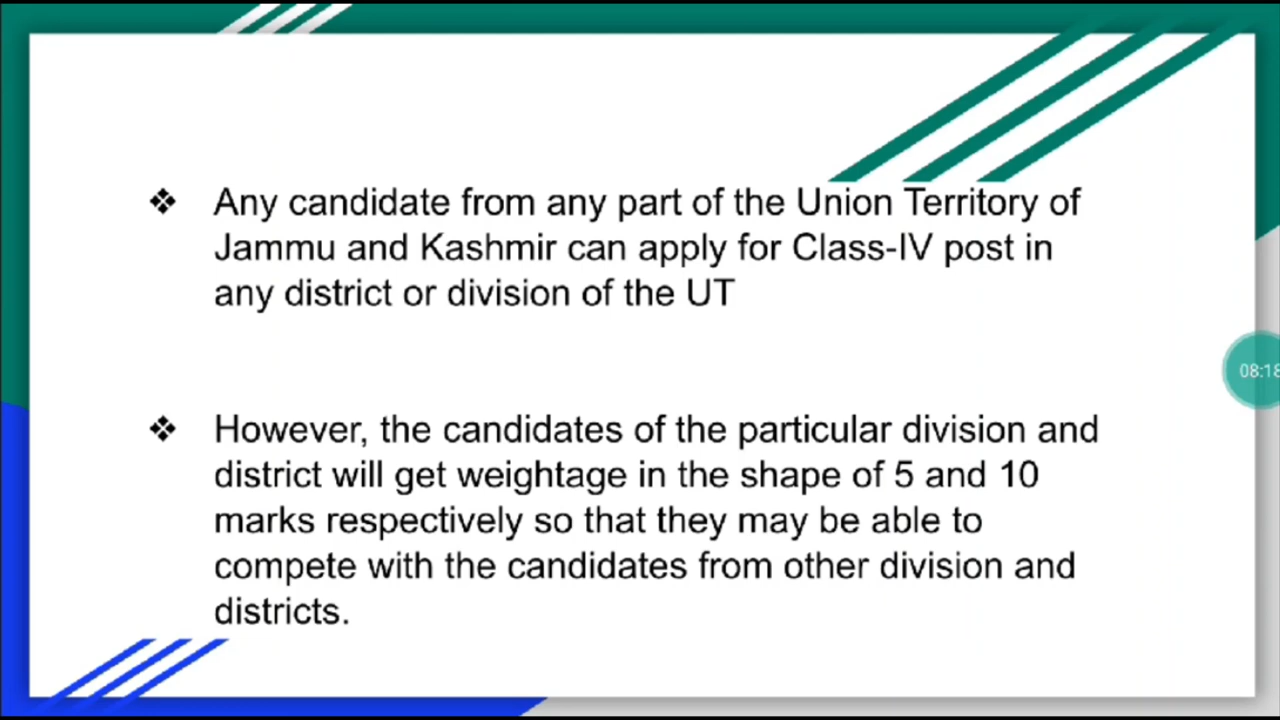 ❖ Any candidate from any part of the Union Territory of
Jammu and Kashmir can apply for Class-IV post in
any district or division of the UT
08:18
❖ However, the candidates of the particular division and
district will get weightage in the shape of 5 and 10
marks respectively so that they may be able to
compete with the candidates from other division and
districts.